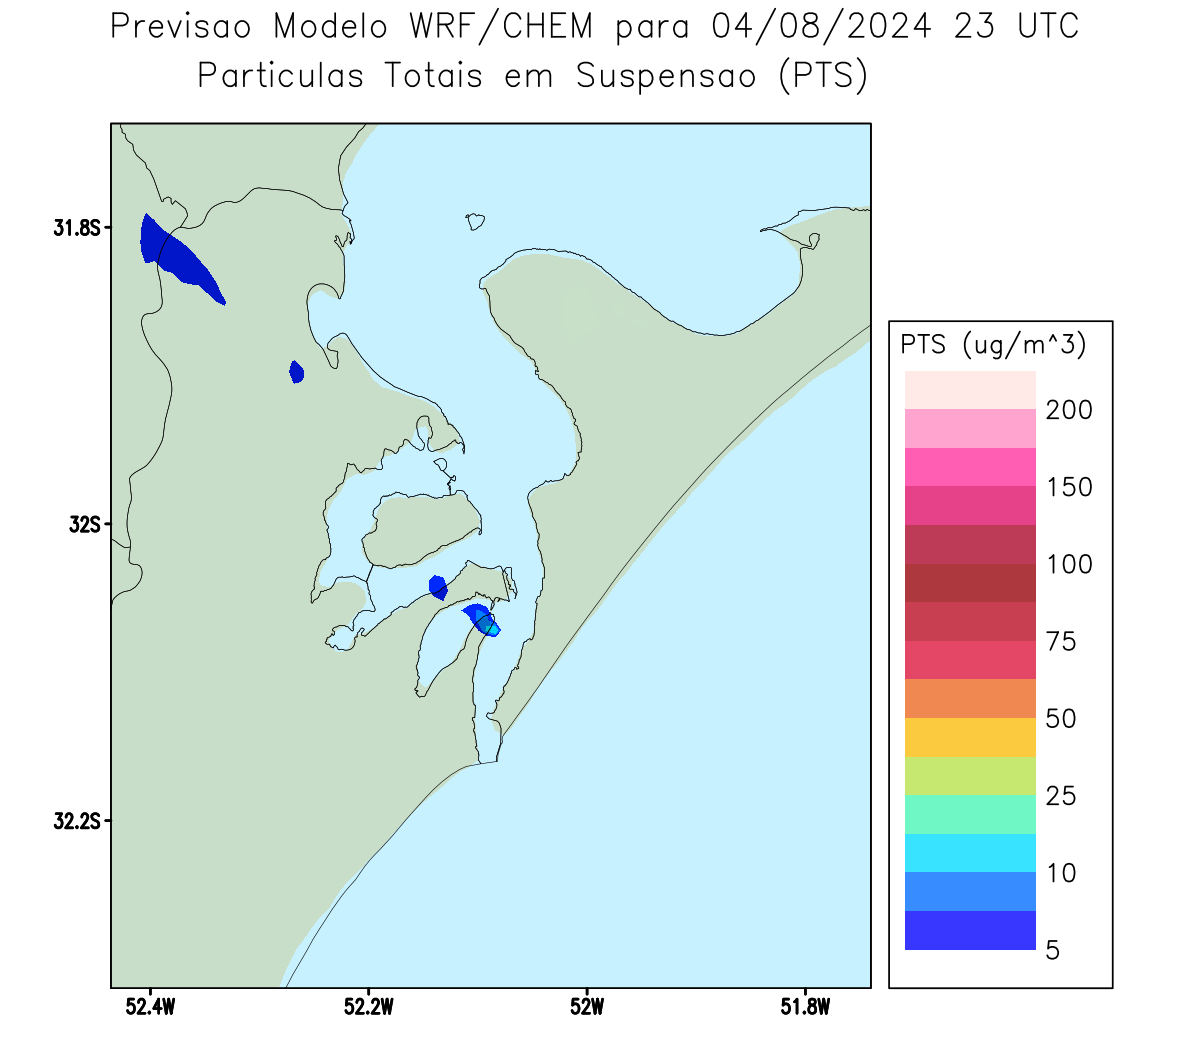 Previsao Modelo WRF/CHEM para 04/08/2024 23 UTC
Particulas Totais em Suspensao (PTS)
31.8S
32S
32.2S
52.4W
52.2W
52W
51.8W
PTS (ug/m^3)
200
150
100
75
50
25
10
5